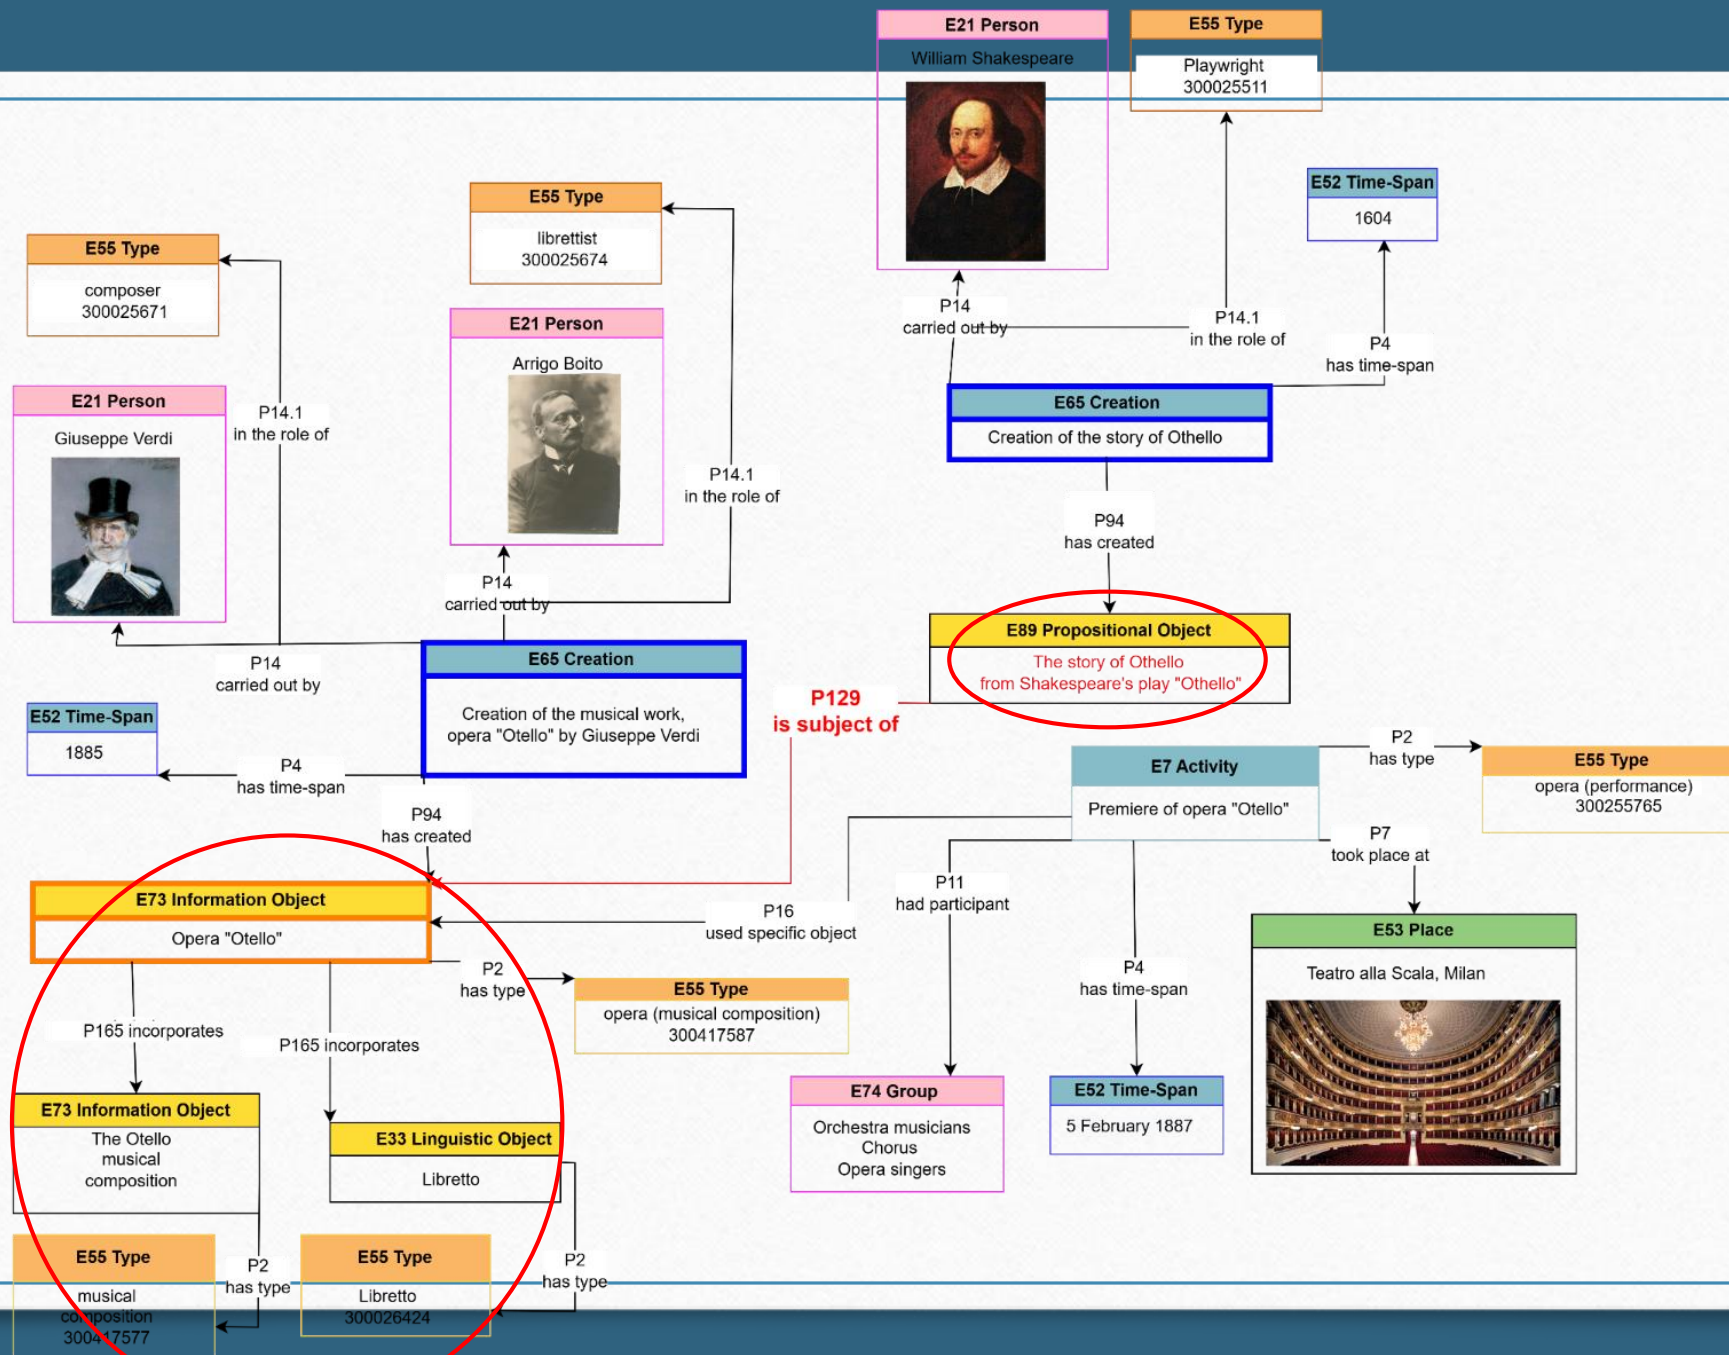 E21 Person
William Shakespeare
E55 Type
Playwright
300025511
E52 Time-Span
1604
E55 Type
librettist
300025674
E55 Type
composer
300025671
E21 Person
Arrigo Boito
E21 Person
Giuseppe Verdi
P14.1
in the role of
P14.1
in the role of
P14
carried out by
P14.1
in the role of
P4
has time-span
E65 Creation
Creation of the story of Othello
P94
has created
P14
carried out by
P14
carried out by
E65 Creation
Creation of the musical work,
opera "Otello" by Giuseppe Verdi
E89 Propositional Object
The story of Othello
from Shakespeare's play "Othello"
P129
is subject of
E52 Time-Span
1885
P4
has time-span
P94
has created
E7 Activity
Premiere of opera "Otello"
P2
has type
E55 Type
opera (performance)
300255765
P7
took place at
P11
had participant
P16
used specific object
E73 Information Object
Opera "Otello"
P2
has type
E55 Type
opera (musical composition)
300417587
P4
has time-span
E53 Place
Teatro alla Scala, Milan
P165 incorporates
P165 incorporates
E73 Information Object
The Otello
musical
composition
E33 Linguistic Object
Libretto
E74 Group
Orchestra musicians
Chorus
Opera singers
E52 Time-Span
5 February 1887
E55 Type
musical
composition
300417577
P2
has type
E55 Type
Libretto
300026424
P2
has type